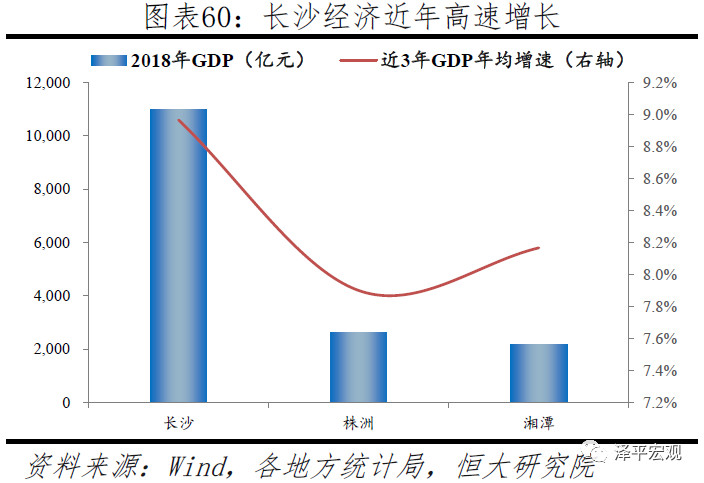 图表60：长沙经济近年高速增长
2018年GDP（亿元） 近3年GDP年均增速（右轴）
12,000 9.2%
9.0%
10,000 8.8%
8,000 8.6%
8.4%
6,000 8.2%
8.0%
4,000 7.8%
2,000 7.6%
7.4%
0 7.2%
长沙 株洲 湘潭
泽平宏观
资料来源：Wind，各地方统计局，恒大研究院